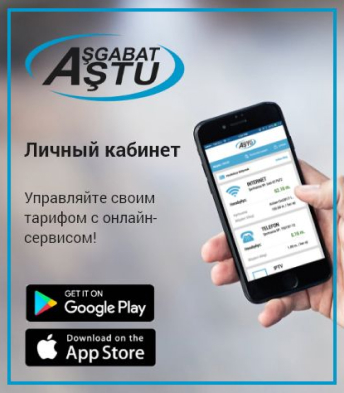 AŞGABAT
AŞTU
Личный кабинет
Управляйте своим
тарифом с онлайн-
сервисом!
GET IT ON
Google Play
Download on the
App Store
AŞTU
INTERNET
TELEFON
IPTV